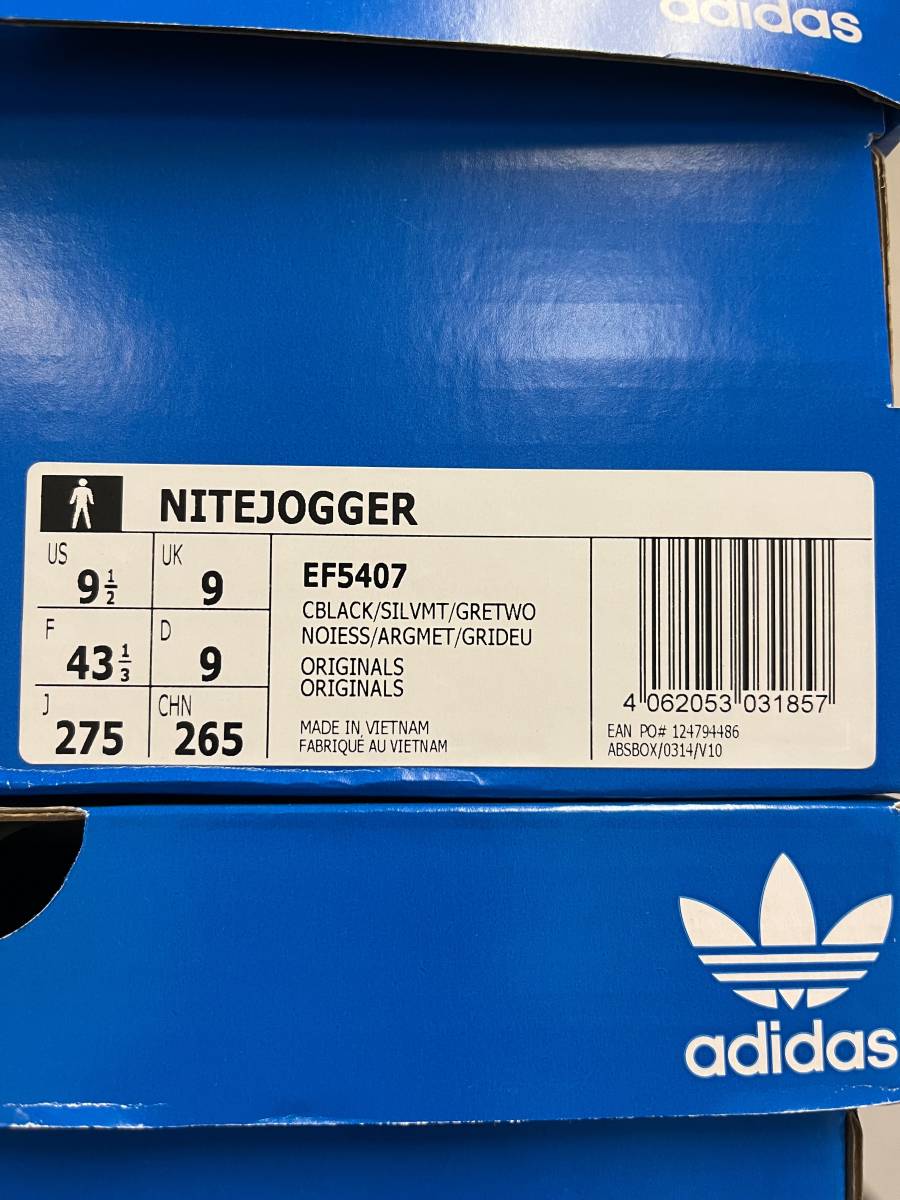 adidas
NITEJOGGER
US 9 1/2
UK 9
F 43 1/3
D 9
J 275
CHN 265
EF5407
CBLACK/SILVMT/GRETWO
NOIESS/ARGMET/GRIDEU
ORIGINALS
ORIGINALS
MADE IN VIETNAM
FABRIQUÉ AU VIETNAM
4 062053 031857
EAN PO# 124794486
ABSBOX/0314/V10
adidas